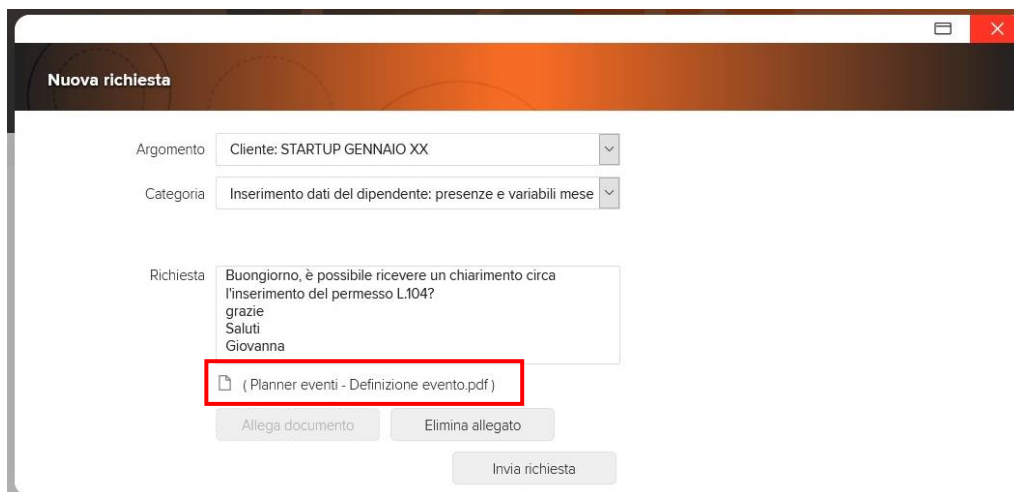 Nuova richiesta
Argomento Cliente: STARTUP GENNAIO XX
Categoria Inserimento dati del dipendente: presenze e variabili mese
Richiesta Buongiorno, è possibile ricevere un chiarimento circa
l'inserimento del permesso L.104?
grazie
Saluti
Giovanna
( Planner eventi - Definizione evento.pdf )
Allega documento Elimina allegato
Invia richiesta